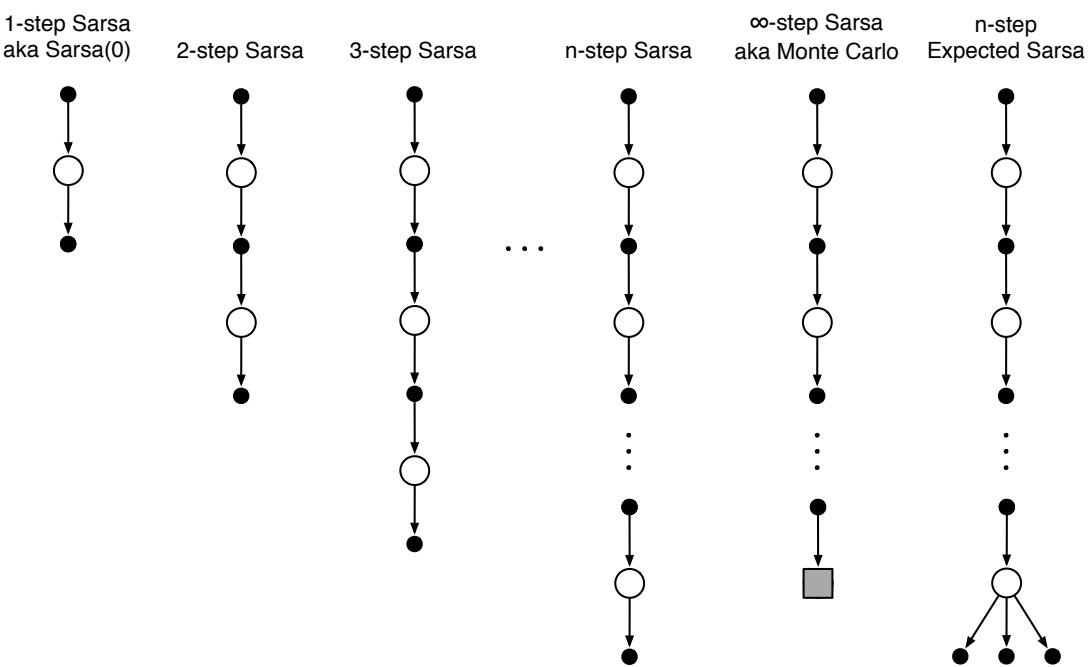 1-step Sarsa
aka Sarsa(0)
2-step Sarsa
3-step Sarsa
n-step Sarsa
∞-step Sarsa
aka Monte Carlo
n-step
Expected Sarsa
. . .